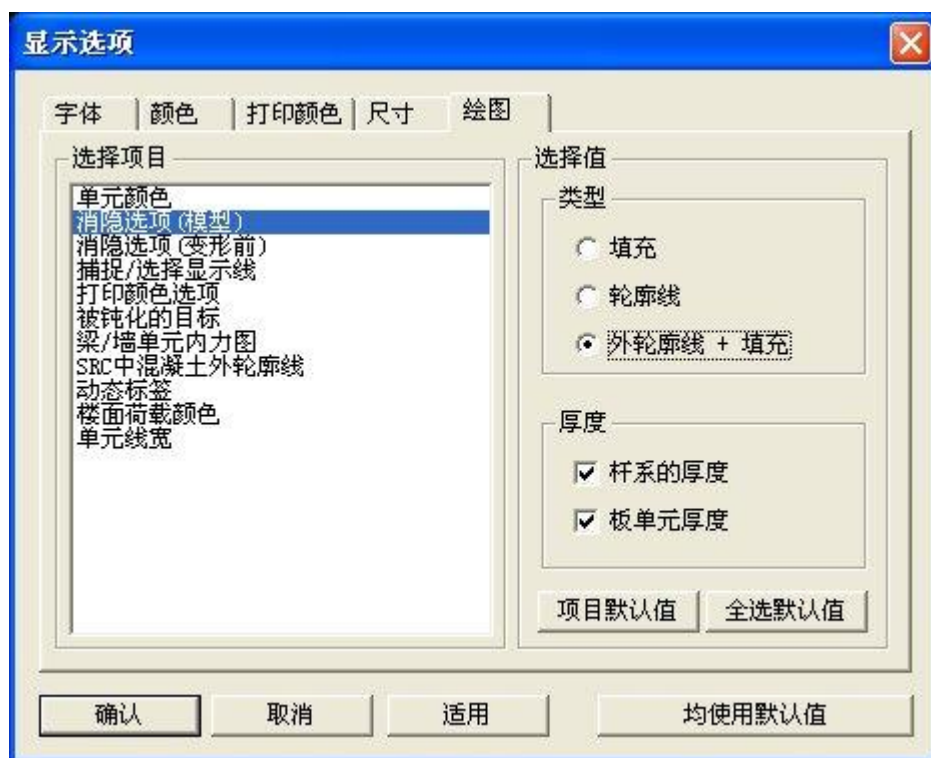 显示选项
字体 颜色 打印颜色 尺寸 绘图
选择项目
单元颜色
消隐选项(模型)
消隐选项(变形前)
捕捉/选择显示线
打印颜色选项
被钝化的目标
梁/墙单元内力图
SRC中混凝土外轮廓线
动态标签
楼面荷载颜色
单元线宽
选择值
类型
填充
轮廓线
外轮廓线 + 填充
厚度
杆系的厚度
板单元厚度
项目默认值 全选默认值
确认 取消 适用 均使用默认值